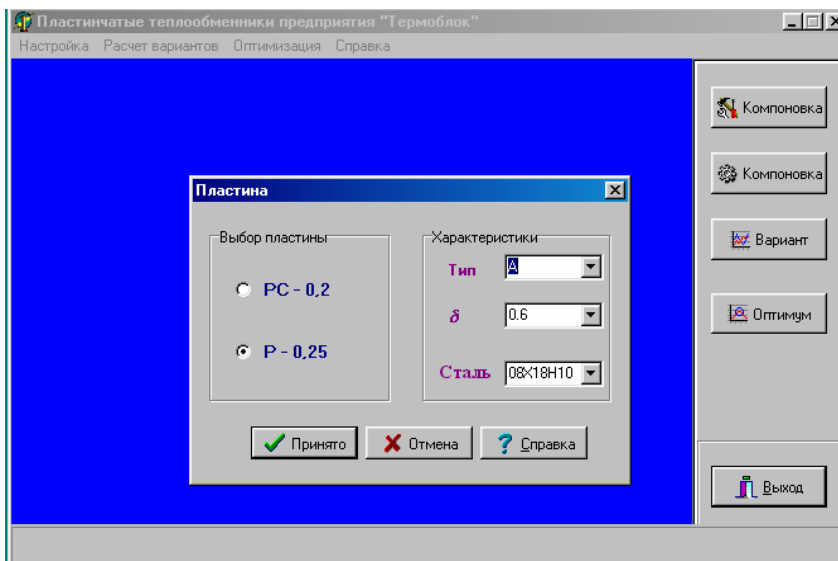 Пластинчатые теплообменники предприятия "Термоблок"
Настройка Расчет вариантов Оптимизация Справка
Компоновка
Компоновка
Вариант
Оптимум
Выход
Пластина
Выбор пластины
РС - 0,2
Р - 0,25
Характеристики
Тип А
δ 0.6
Сталь 08Х18Н10
Принято Отмена Справка